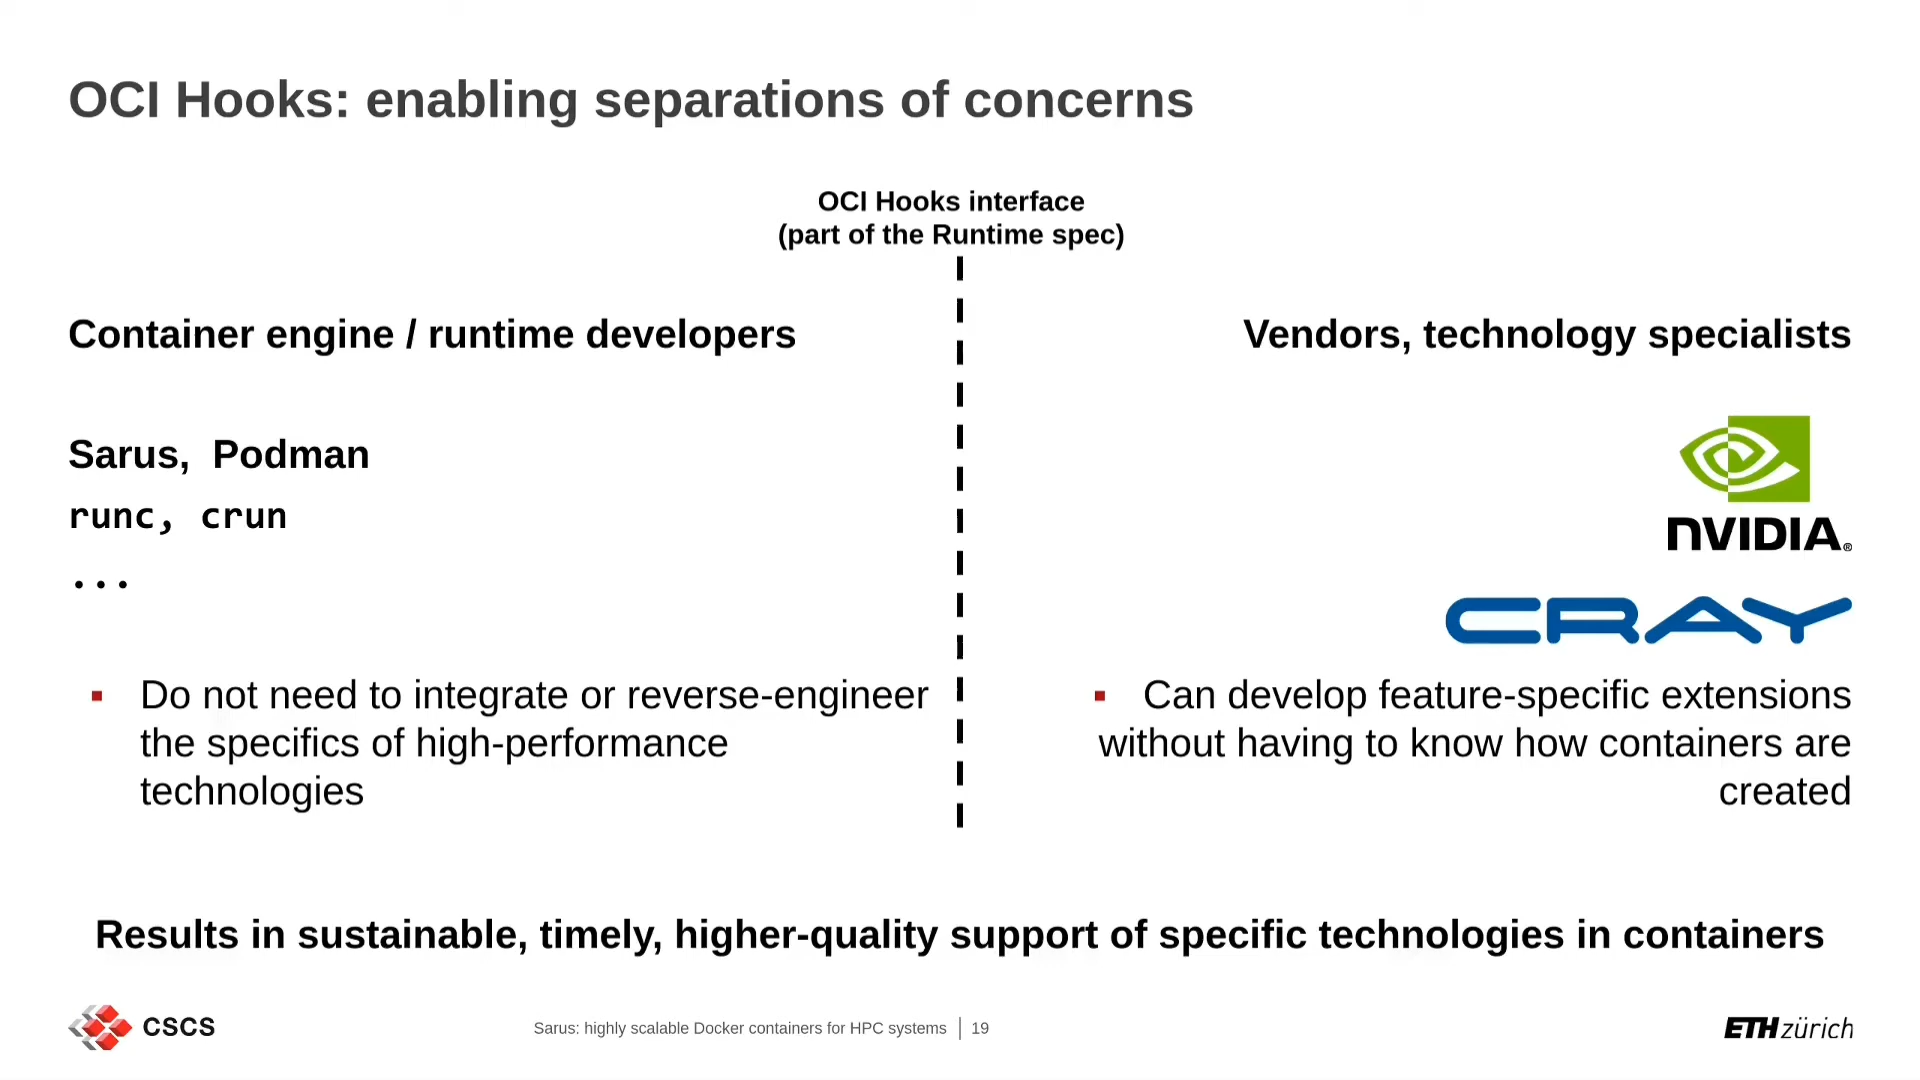 OCI Hooks: enabling separations of concerns
OCI Hooks interface
(part of the Runtime spec)
Container engine / runtime developers
Sarus, Podman
runc, crun
...
▪ Do not need to integrate or reverse-engineer
the specifics of high-performance
technologies
Vendors, technology specialists
NVIDIA®
CRAY
▪ Can develop feature-specific extensions
without having to know how containers are
created
Results in sustainable, timely, higher-quality support of specific technologies in containers
CSCS
Sarus: highly scalable Docker containers for HPC systems | 19
ETH zürich